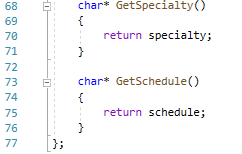 68 char* GetSpecialty()
69 {
70 return specialty;
71 }
72
73 char* GetSchedule()
74 {
75 return schedule;
76 }
77 };